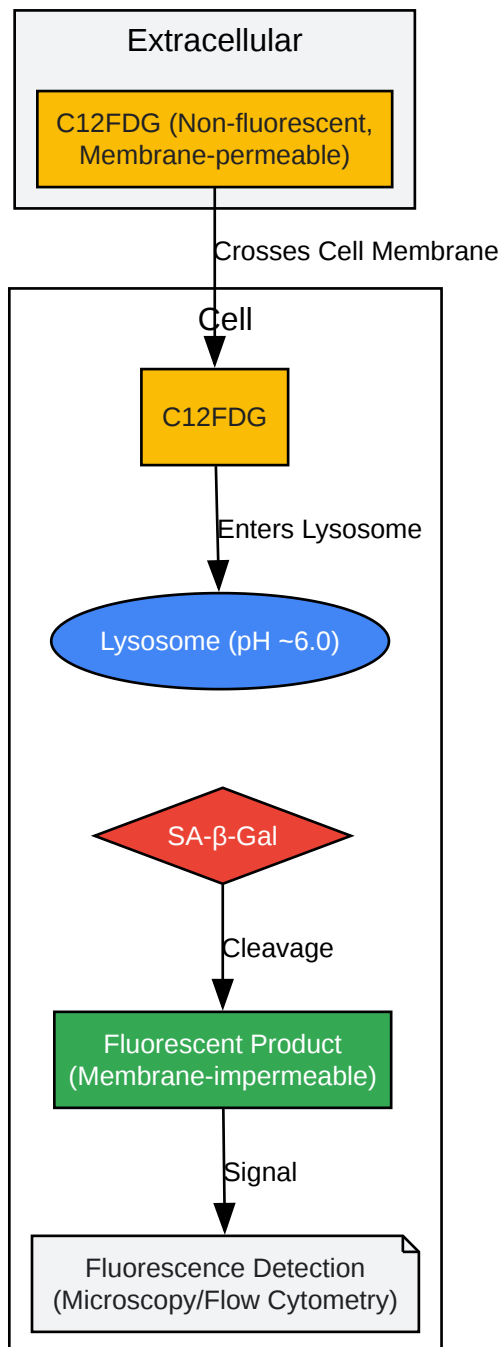 Extracellular
C12FDG (Non-fluorescent,
Membrane-permeable)
Crosses Cell Membrane
Cell
C12FDG
Enters Lysosome
Lysosome (pH ~6.0)
SA-β-Gal
Cleavage
Fluorescent Product
(Membrane-impermeable)
Signal
Fluorescence Detection
(Microscopy/Flow Cytometry)